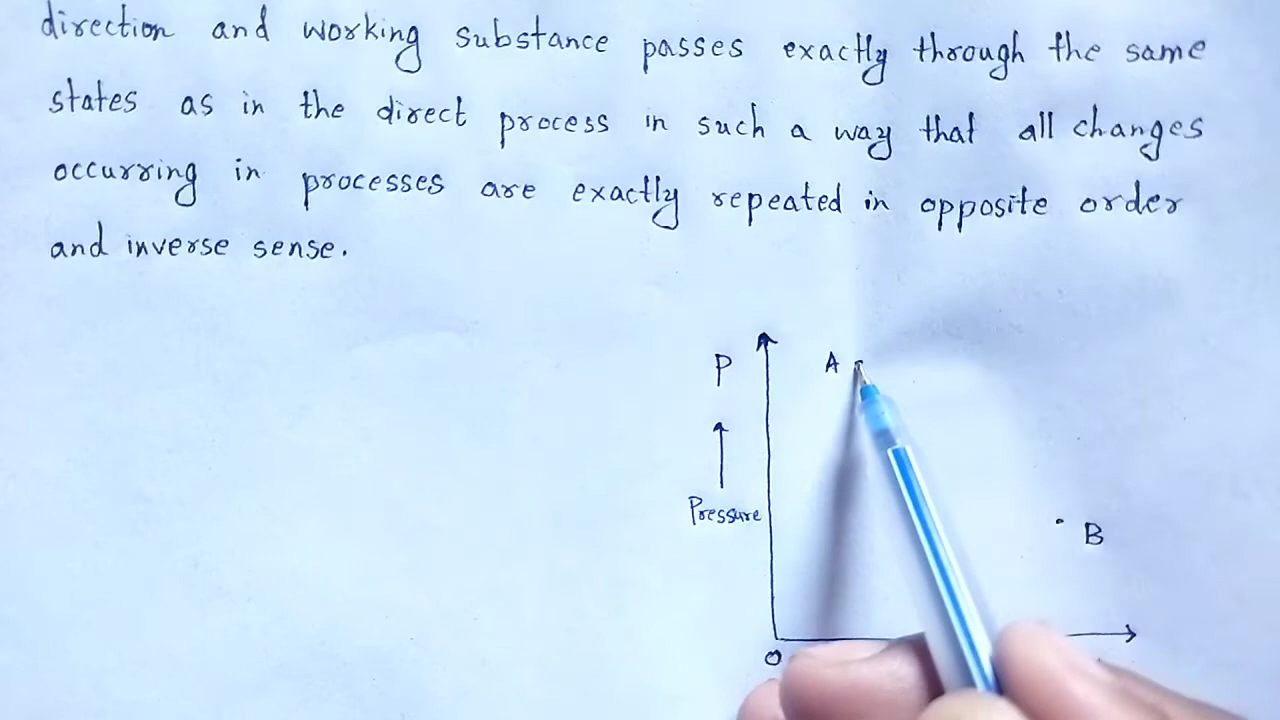 direction and working substance passes exactly through the same
states as in the direct process in such a way that all changes
occurring in processes are exactly repeated in opposite order
and inverse sense.
P
A
Pressure
B
O